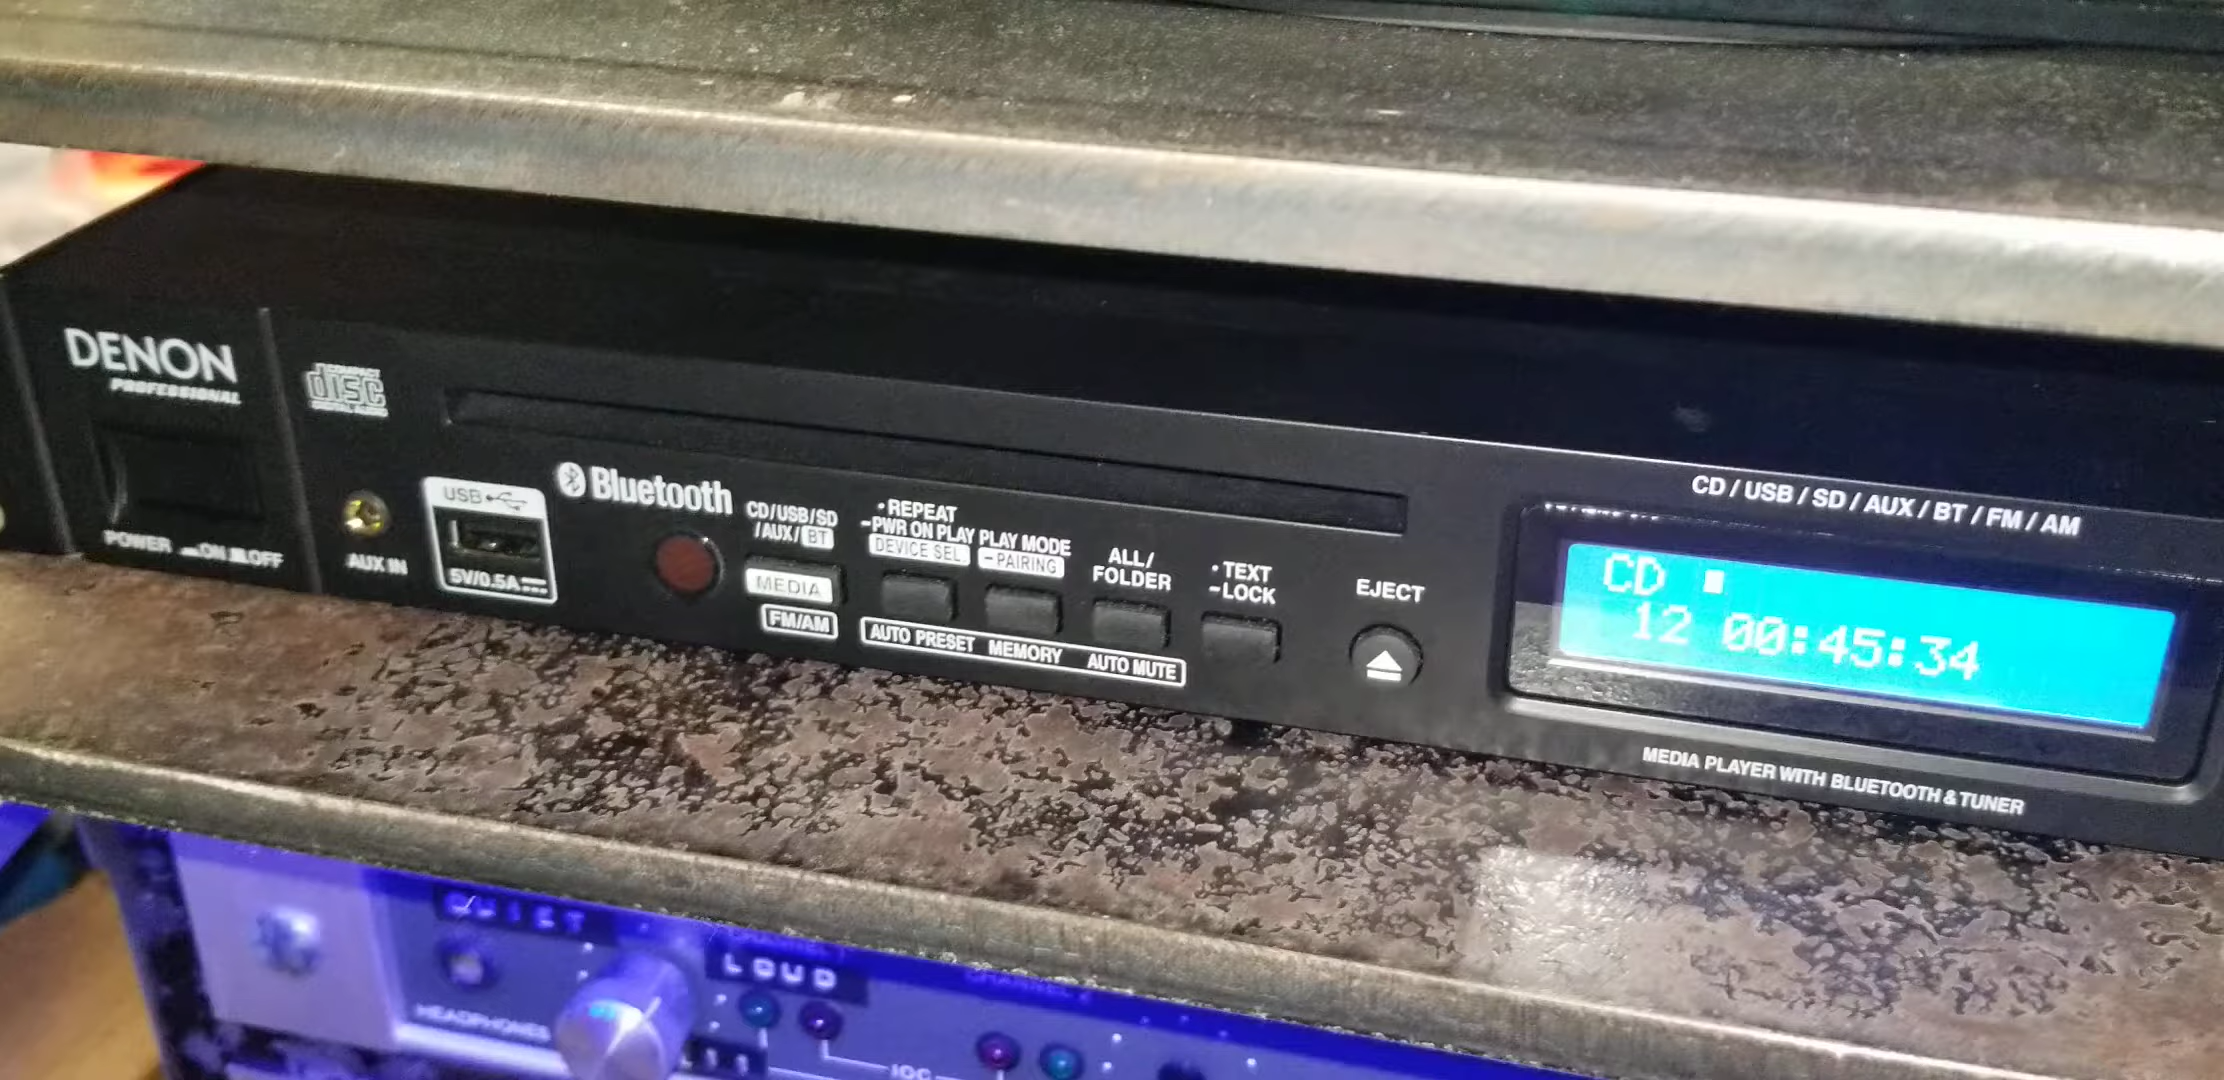 DENON
PROFESSIONAL
COMPACT
disc
DIGITAL AUDIO
POWER ON OFF
AUX IN
USB
5V/0.5A
Bluetooth
CD/USB/SD
/AUX/BT
MEDIA
FM/AM
•REPEAT
–PWR ON PLAY
DEVICE SEL
PLAY MODE
–PAIRING
ALL/
FOLDER
•TEXT
–LOCK
EJECT
AUTO PRESET MEMORY AUTO MUTE
CD / USB / SD / AUX / BT / FM / AM
CD
12 00:45:34
MEDIA PLAYER WITH BLUETOOTH & TUNER
QUIET
LOUD
HEADPHONES
CHANNEL 2